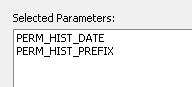 Selected Parameters:
PERM_HIST_DATE
PERM_HIST_PREFIX